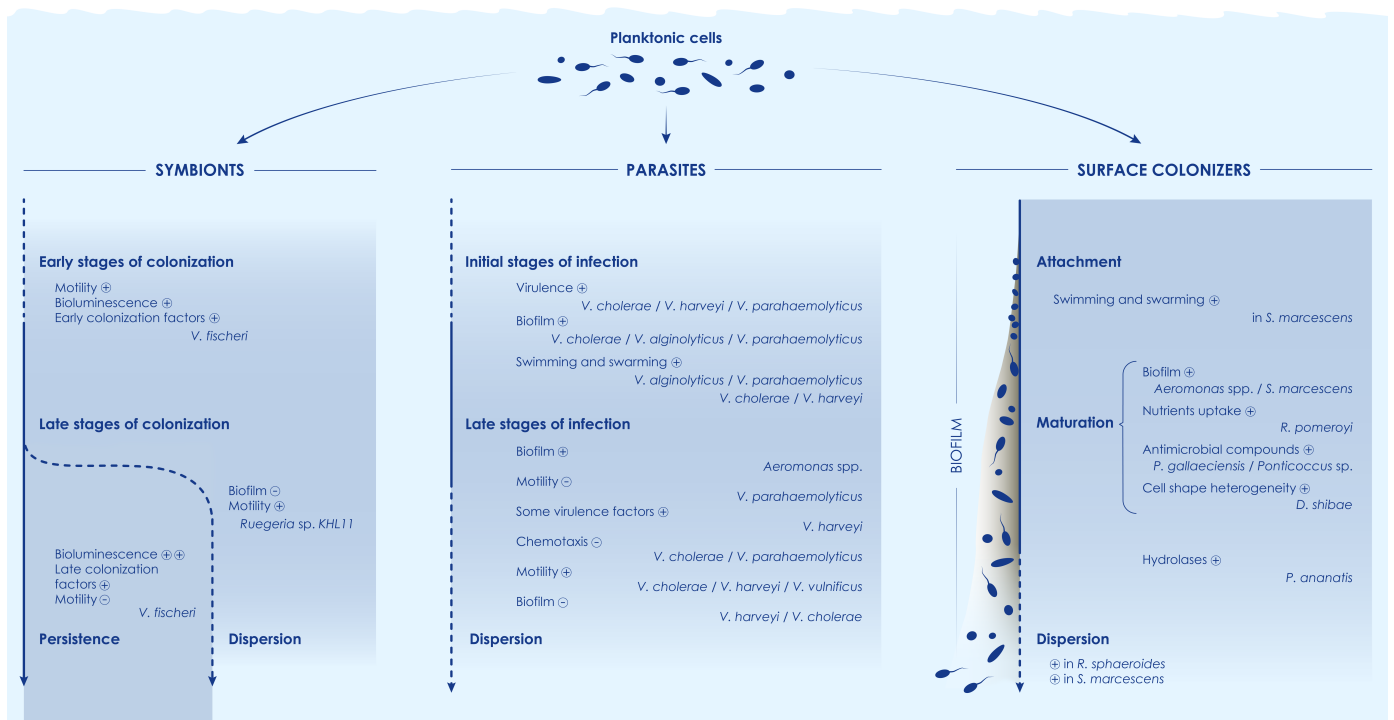 Planktonic cells
SYMBIONTS
Early stages of colonization
Motility ⊕
Bioluminescence ⊕
Early colonization factors ⊕
V. fischeri
Late stages of colonization
Biofilm ⊖
Motility ⊕
Ruegeria sp. KHL11
Bioluminescence ⊕⊕
Late colonization
factors ⊕
Motility ⊖
V. fischeri
Persistence
Dispersion
PARASITES
Initial stages of infection
Virulence ⊕
V. cholerae / V. harveyi / V. parahaemolyticus
Biofilm ⊕
V. cholerae / V. alginolyticus / V. parahaemolyticus
Swimming and swarming ⊕
V. alginolyticus / V. parahaemolyticus
V. cholerae / V. harveyi
Late stages of infection
Biofilm ⊕
Aeromonas spp.
Motility ⊖
V. parahaemolyticus
Some virulence factors ⊕
V. harveyi
Chemotaxis ⊖
V. cholerae / V. parahaemolyticus
Motility ⊕
V. cholerae / V. harveyi / V. vulnificus
Biofilm ⊖
V. harveyi / V. cholerae
Dispersion
SURFACE COLONIZERS
BIOFILM
Attachment
Swimming and swarming ⊕
in S. marcescens
Maturation
Biofilm ⊕
Aeromonas spp. / S. marcescens
Nutrients uptake ⊕
R. pomeroyi
Antimicrobial compounds ⊕
P. gallaeciensis / Ponticoccus sp.
Cell shape heterogeneity ⊕
D. shibae
Hydrolases ⊕
P. ananatis
Dispersion
⊕ in R. sphaeroides
⊕ in S. marcescens